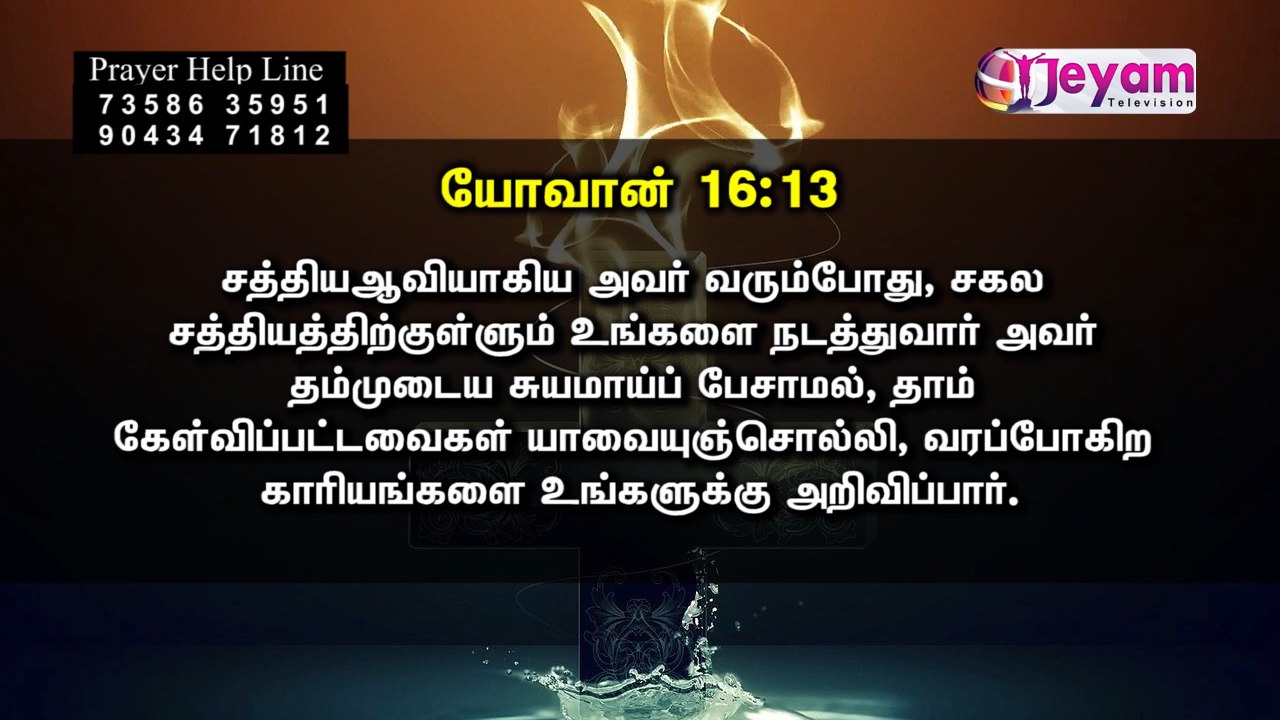 Prayer Help Line
73586 35951
90434 71812
Jeyam
Television
யோவான் 16:13
சத்தியஆவியாகிய அவர் வரும்போது, சகல
சத்தியத்திற்குள்ளும் உங்களை நடத்துவார் அவர்
தம்முடைய சுயமாய்ப் பேசாமல், தாம்
கேள்விப்பட்டவைகள் யாவையுஞ்சொல்லி, வரப்போகிற
காரியங்களை உங்களுக்கு அறிவிப்பார்.